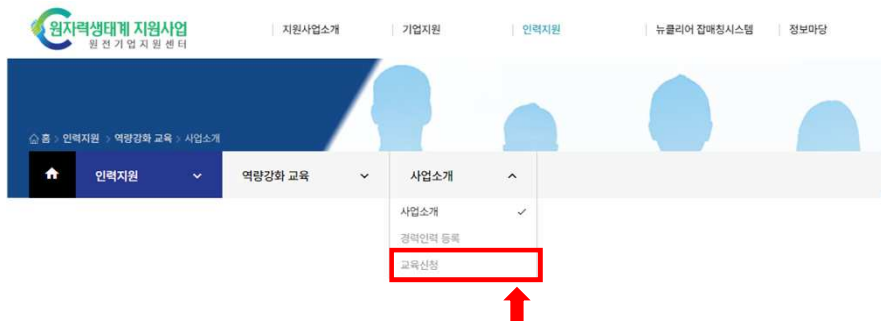 원자력생태계 지원사업
원전기업지원센터
지원사업소개 기업지원 인력지원 뉴클리어 잡매칭시스템 정보마당
홈 > 인력지원 > 역량강화 교육 > 사업소개
인력지원 역량강화 교육 사업소개
사업소개
경력인력 등록
교육신청